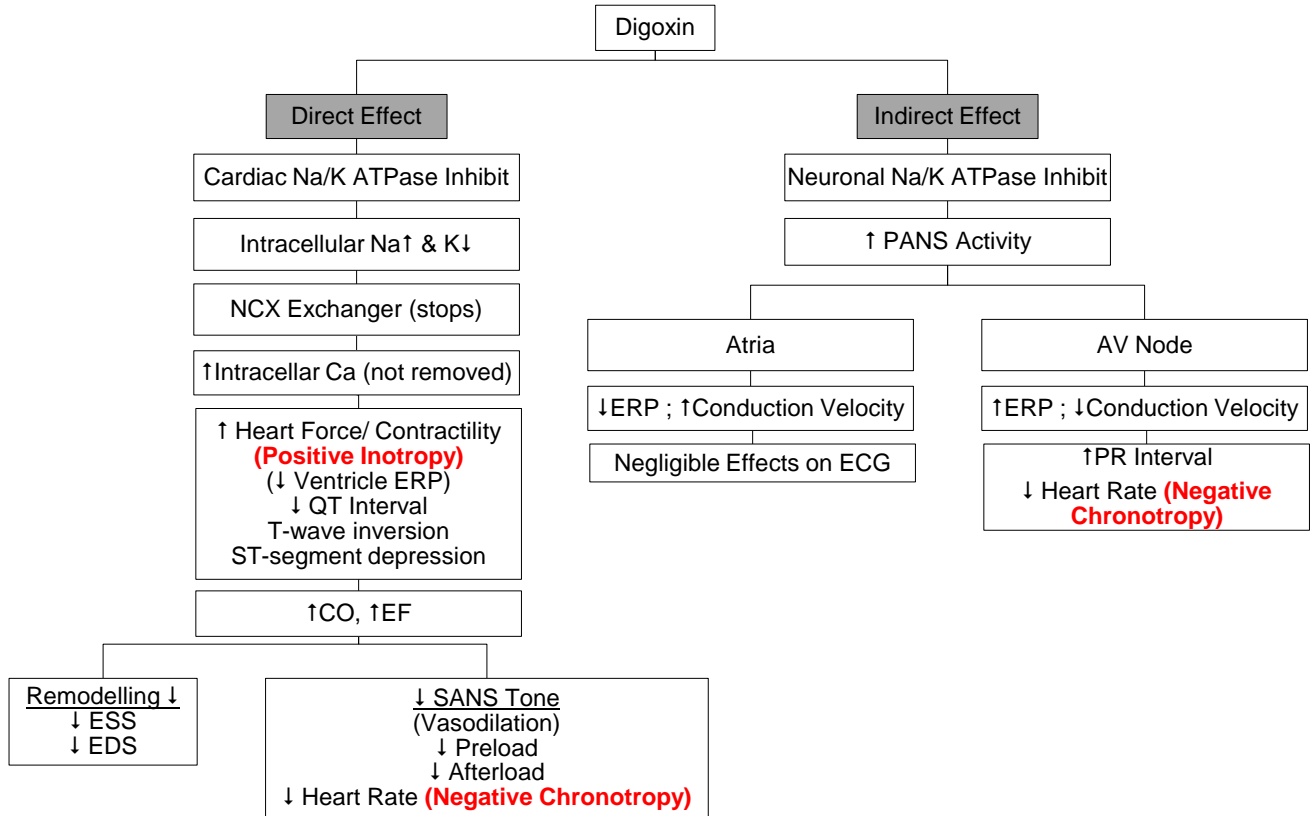 Digoxin
Direct Effect
Cardiac Na/K ATPase Inhibit
Intracellular Na↑ & K↓
NCX Exchanger (stops)
↑Intracellar Ca (not removed)
↑ Heart Force/ Contractility
(Positive Inotropy)
(↓ Ventricle ERP)
↓ QT Interval
T-wave inversion
ST-segment depression
↑CO, ↑EF
Remodelling ↓
↓ ESS
↓ EDS
↓ SANS Tone
(Vasodilation)
↓ Preload
↓ Afterload
↓ Heart Rate (Negative Chronotropy)
Indirect Effect
Neuronal Na/K ATPase Inhibit
↑ PANS Activity
Atria
↓ERP ; ↑Conduction Velocity
Negligible Effects on ECG
AV Node
↑ERP ; ↓Conduction Velocity
↑PR Interval
↓ Heart Rate (Negative
Chronotropy)